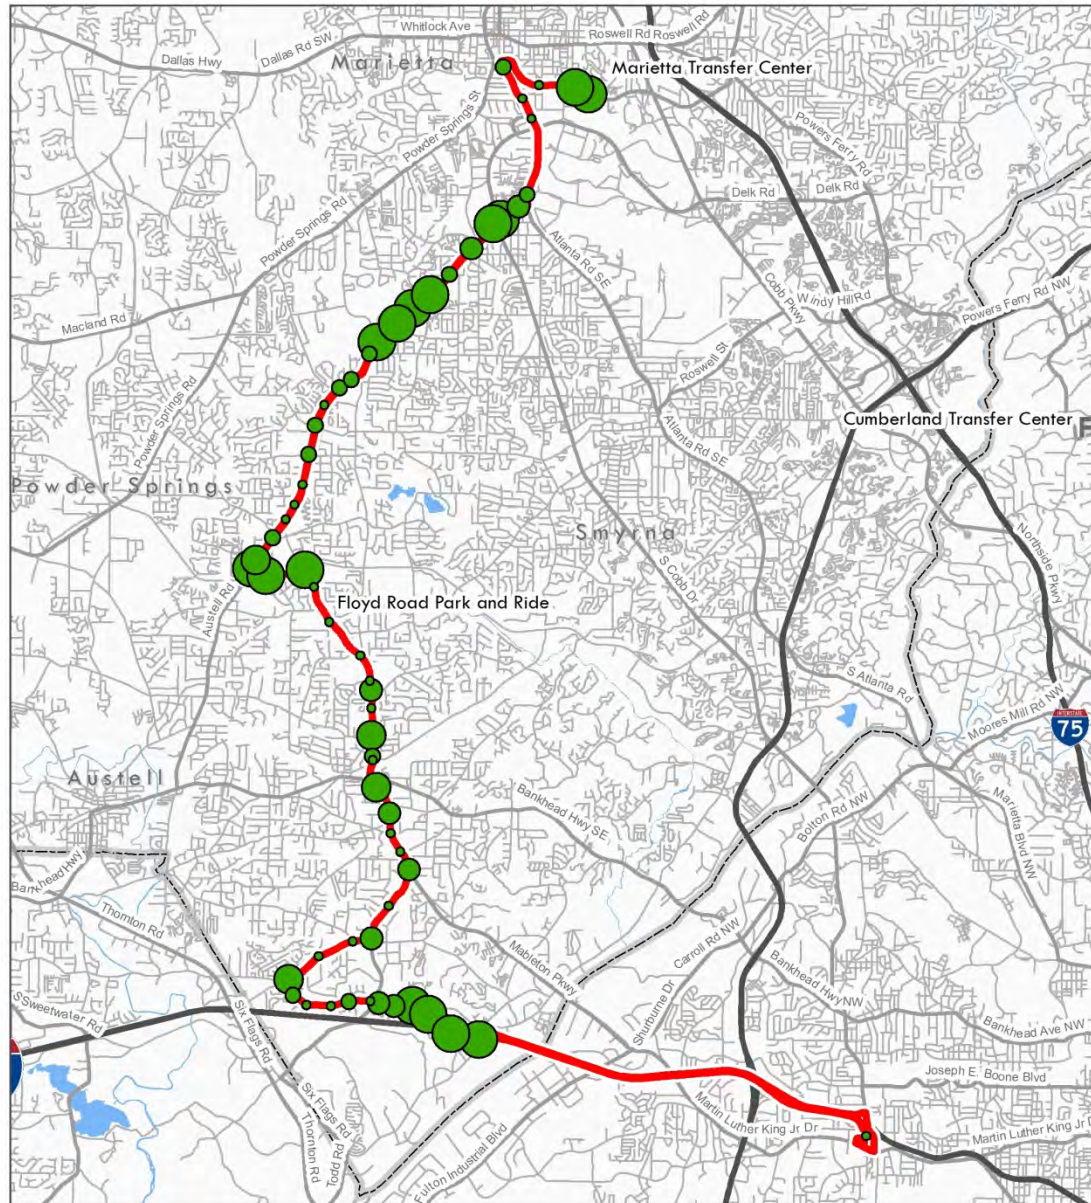 Whitlock Ave
Roswell Rd
Roswell Rd
Dallas Hwy
Dallas Rd SW
Marietta
Marietta Transfer Center
Powder Springs St
Powers Ferry Rd
Delk Rd
Delk Rd
Powder Springs Rd
Atlanta Rd SE
Cobb Pkwy
Windy Hill Rd
Powers Ferry Rd NW
Macland Rd
Roswell St
Powder Springs Rd
Cumberland Transfer Center
F
Atlanta Rd SE
Powder Springs
Smyrna
Northside Pkwy
Austell Rd
Floyd Road Park and Ride
S Cobb Dr
S Atlanta Rd
Moores Mill Rd NW
INTERSTATE
75
Austell
Bankhead Hwy SE
Bolton Rd NW
Marietta Blvd NW
Bankhead Hwy
Thornton Rd
Mableton Pkwy
Carroll Rd NW
Bankhead Hwy NW
S Sweetwater Rd
Six Flags Rd
Shurburne Dr
Bankhead Ave NW
Joseph E. Boone Blvd
Six Flags Rd
Martin Luther King Jr Dr
Martin Luther King Jr D
Thornton Rd
Todd Rd
Fulton Industrial Blvd